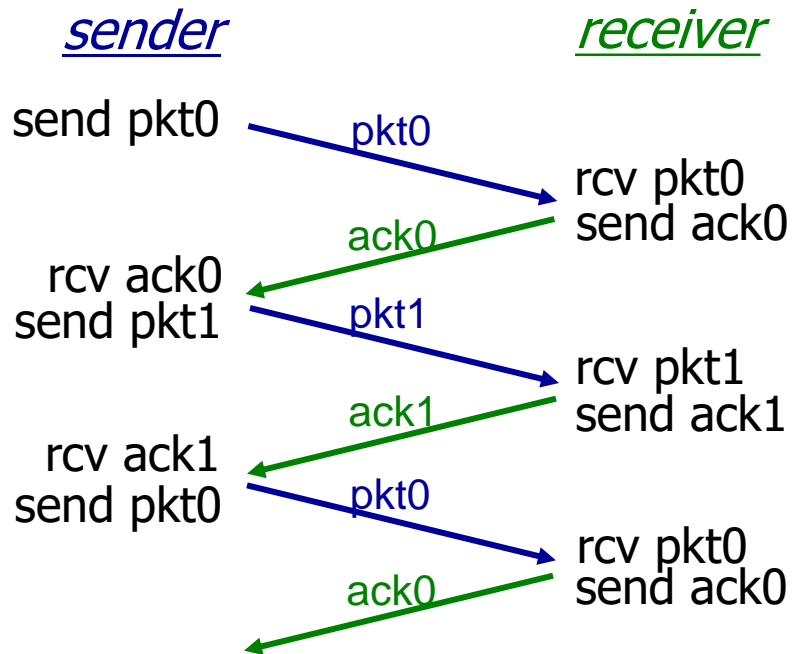 sender
receiver
send pkt0
pkt0
rcv pkt0
send ack0
ack0
rcv ack0
send pkt1
pkt1
rcv pkt1
send ack1
ack1
rcv ack1
send pkt0
pkt0
rcv pkt0
send ack0
ack0